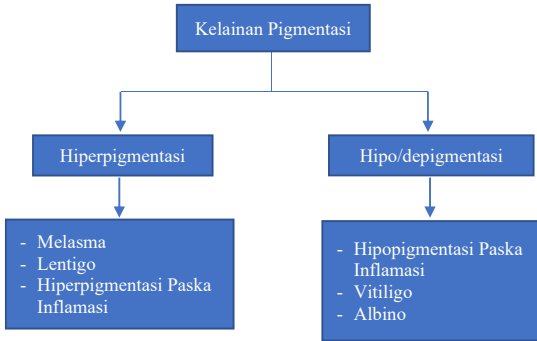 Kelainan Pigmentasi
Hiperpigmentasi
Hipo/depigmentasi
- Melasma
- Lentigo
- Hiperpigmentasi Paska
Inflamasi
- Hipopigmentasi Paska
Inflamasi
- Vitiligo
- Albino